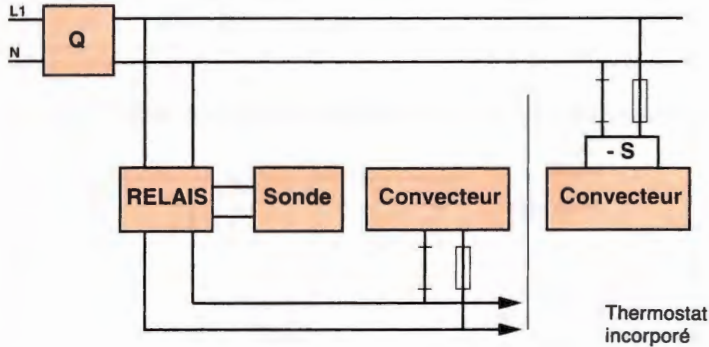 L1
Q
N
- S
RELAIS
Sonde
Convecteur
Convecteur
Thermostat
incorporé